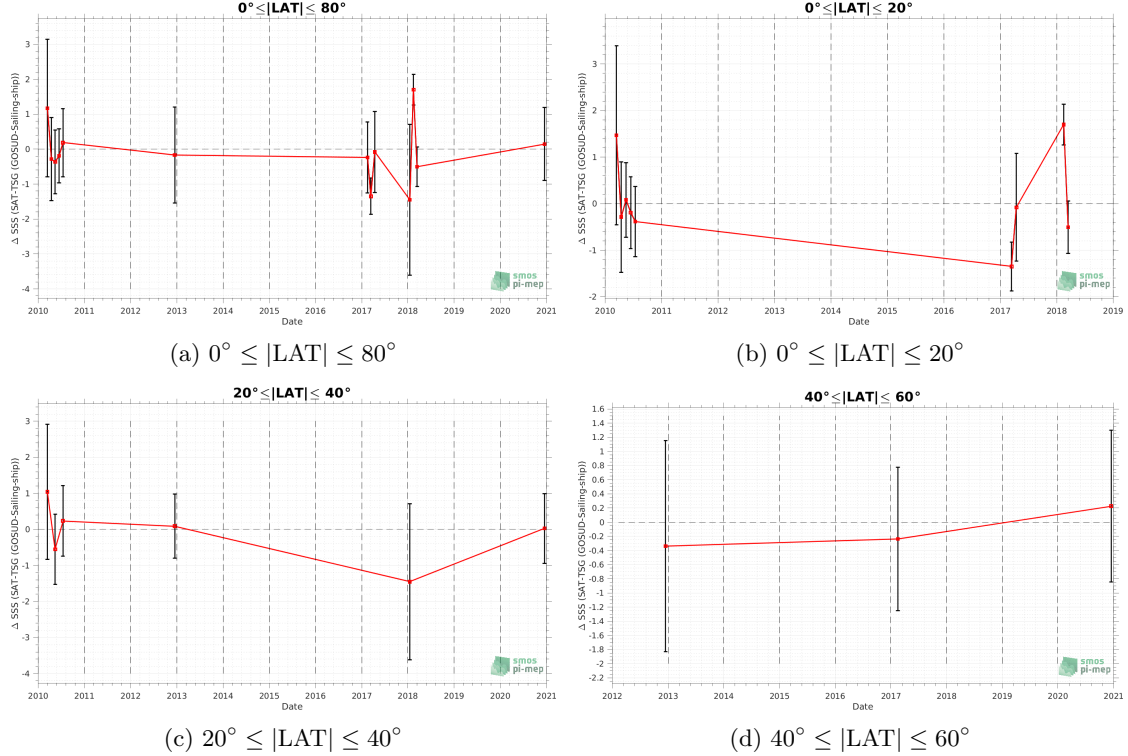 0°≤|LAT|≤ 80°
Δ SSS (SAT-TSG (GOSUD-Sailing-ship))
3
2
1
0
-1
-2
-3
-4
2010 2011 2012 2013 2014 2015 2016 2017 2018 2019 2020 2021
Date
smos
pi-mep
(a) 0° ≤ |LAT| ≤ 80°
0°≤|LAT|≤ 20°
Δ SSS (SAT-TSG (GOSUD-Sailing-ship))
3
2
1
0
-1
-2
2010 2011 2012 2013 2014 2015 2016 2017 2018 2019
Date
smos
pi-mep
(b) 0° ≤ |LAT| ≤ 20°
20°≤|LAT|≤ 40°
Δ SSS (SAT-TSG (GOSUD-Sailing-ship))
3
2
1
0
-1
-2
-3
-4
2010 2011 2012 2013 2014 2015 2016 2017 2018 2019 2020 2021
Date
smos
pi-mep
(c) 20° ≤ |LAT| ≤ 40°
40°≤|LAT|≤ 60°
Δ SSS (SAT-TSG (GOSUD-Sailing-ship))
1.6
1.4
1.2
1
0.8
0.6
0.4
0.2
0
-0.2
-0.4
-0.6
-0.8
-1
-1.2
-1.4
-1.6
-1.8
-2
-2.2
2012 2013 2014 2015 2016 2017 2018 2019 2020 2021
Date
smos
pi-mep
(d) 40° ≤ |LAT| ≤ 60°